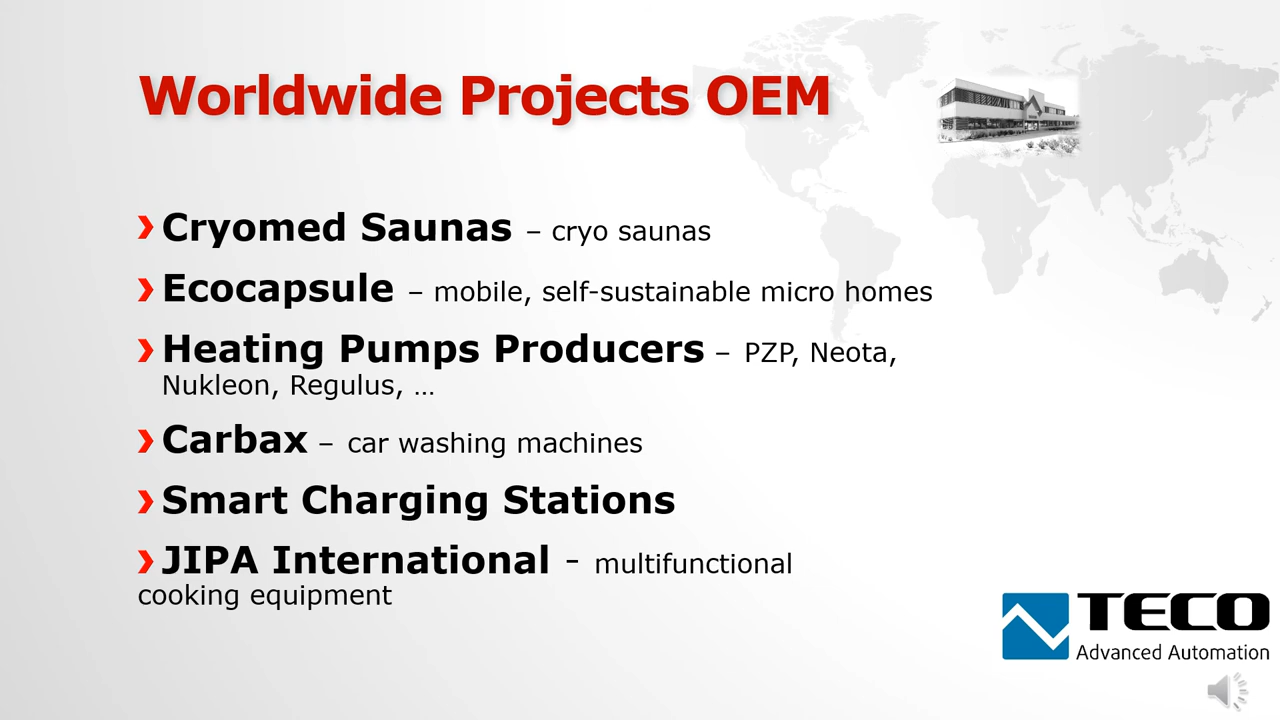 Worldwide Projects OEM
Cryomed Saunas – cryo saunas
Ecocapsule – mobile, self-sustainable micro homes
Heating Pumps Producers – PZP, Neota,
Nukleon, Regulus, …
Carbax – car washing machines
Smart Charging Stations
JIPA International - multifunctional
cooking equipment
TECO
Advanced Automation